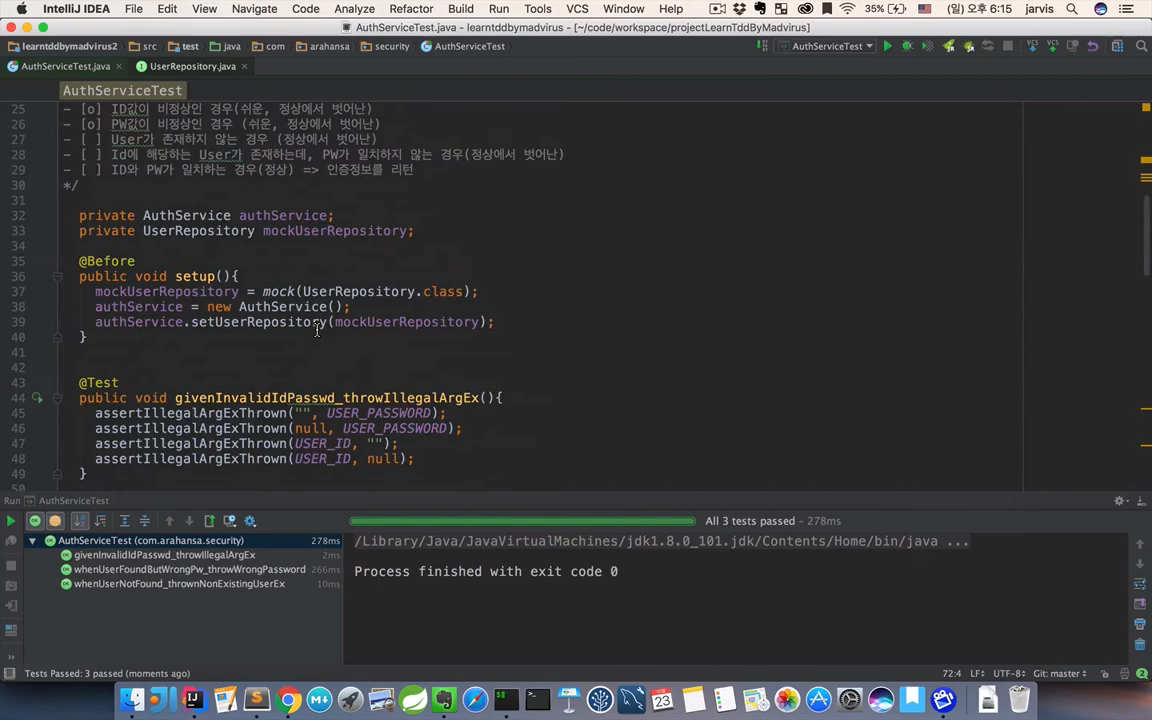 IntelliJ IDEA File Edit View Navigate Code Analyze Refactor Build Run Tools VCS Window Help 35% (일) 6:15 jarvis
AuthServiceTest - learntddbymadvirus2 - [~/code/workspace/projectLearnTddByMadvirus]
learntddbymadvirus2 src test java com arahansa security AuthServiceTest AuthServiceTest
AuthServiceTest.java UserRepository.java
AuthServiceTest
25 - [o] ID값이 비정상인 경우(쉬운, 정상에서 벗어난)
26 - [o] PW값이 비정상인 경우 (쉬운, 정상에서 벗어난)
27 - [ ] User가 존재하지 않는 경우 (정상에서 벗어난)
28 - [ ] Id에 해당하는 User가 존재하는데, PW가 일치하지 않는 경우(정상에서 벗어난)
29 - [ ] ID와 PW가 일치하는 경우(정상) => 인증정보를 리턴
30 */
31
32 private AuthService authService;
33 private UserRepository mockUserRepository;
34
35 @Before
36 public void setup(){
37 mockUserRepository = mock(UserRepository.class);
38 authService = new AuthService();
39 authService.setUserRepository(mockUserRepository);
40 }
41
42
43 @Test
44 public void givenInvalidIdPasswd_throwIllegalArgEx(){
45 assertIllegalArgExThrown("", USER_PASSWORD);
46 assertIllegalArgExThrown(null, USER_PASSWORD);
47 assertIllegalArgExThrown(USER_ID, "");
48 assertIllegalArgExThrown(USER_ID, null);
49 }
50
Run AuthServiceTest
All 3 tests passed - 278ms
AuthServiceTest (com.arahansa.security) 278ms
givenInvalidIdPasswd_throwIllegalArgEx 2ms
whenUserFoundButWrongPw_throwWrongPassword 266ms
whenUserNotFound_thrownNonExistingUserEx 10ms
/Library/Java/JavaVirtualMachines/jdk1.8.0_101.jdk/Contents/Home/bin/java ...
Process finished with exit code 0
Tests Passed: 3 passed (moments ago) 72:4 LF UTF-8 Git: master 2